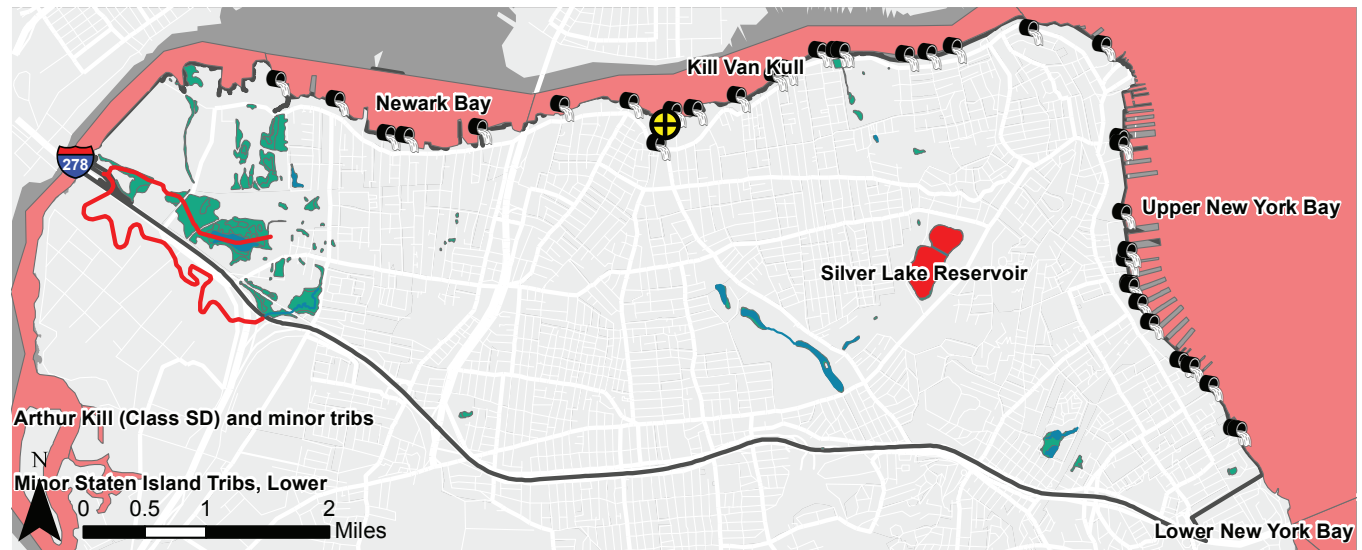 Kill Van Kull
Newark Bay
278
Upper New York Bay
Silver Lake Reservoir
Arthur Kill (Class SD) and minor tribs
N
Minor Staten Island Tribs, Lower
0 0.5 1 2
Miles
Lower New York Bay